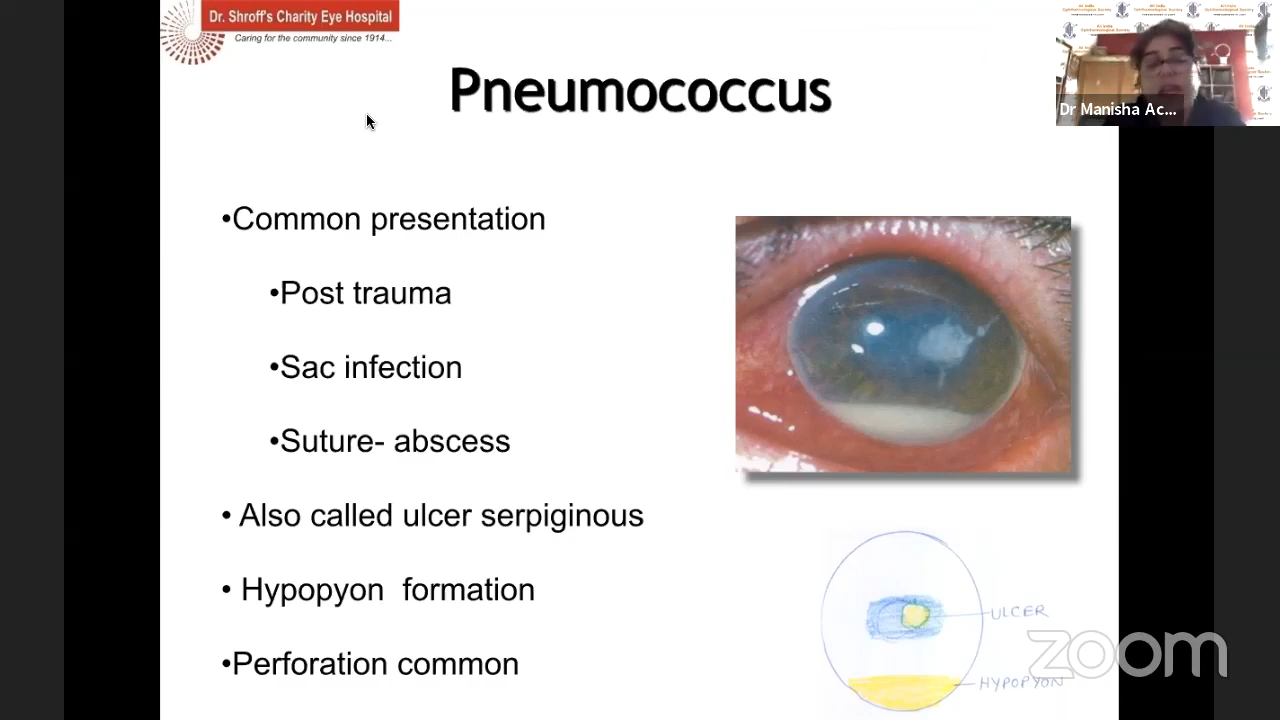 Dr. Shroff's Charity Eye Hospital
Caring for the community since 1914...
Pneumococcus
Dr Manisha Ac...
•Common presentation
•Post trauma
•Sac infection
•Suture- abscess
• Also called ulcer serpiginous
• Hypopyon formation
•Perforation common
ULCER
HYPOPYON
zoom